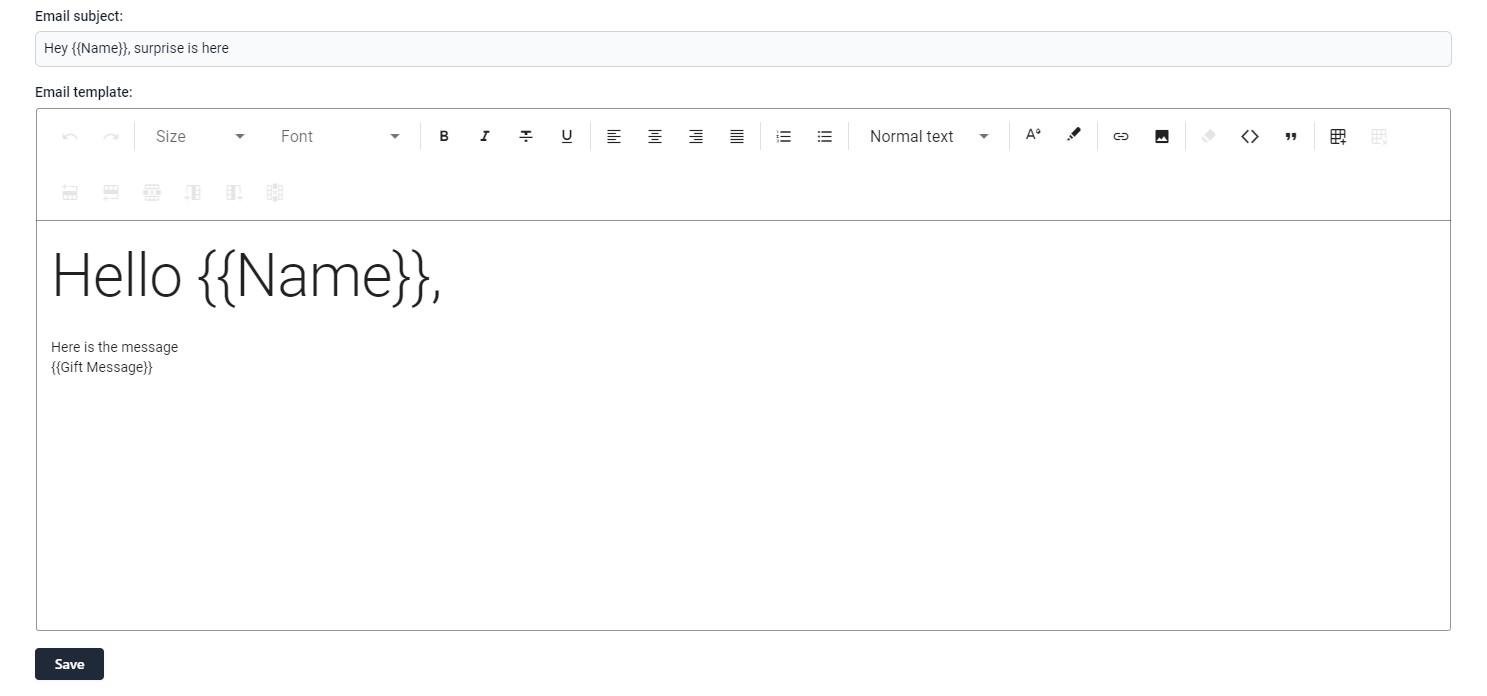 Email subject:
Hey {{Name}}, surprise is here
Email template:
Size Font B I U Normal text
Hello {{Name}},
Here is the message
{{Gift Message}}
Save